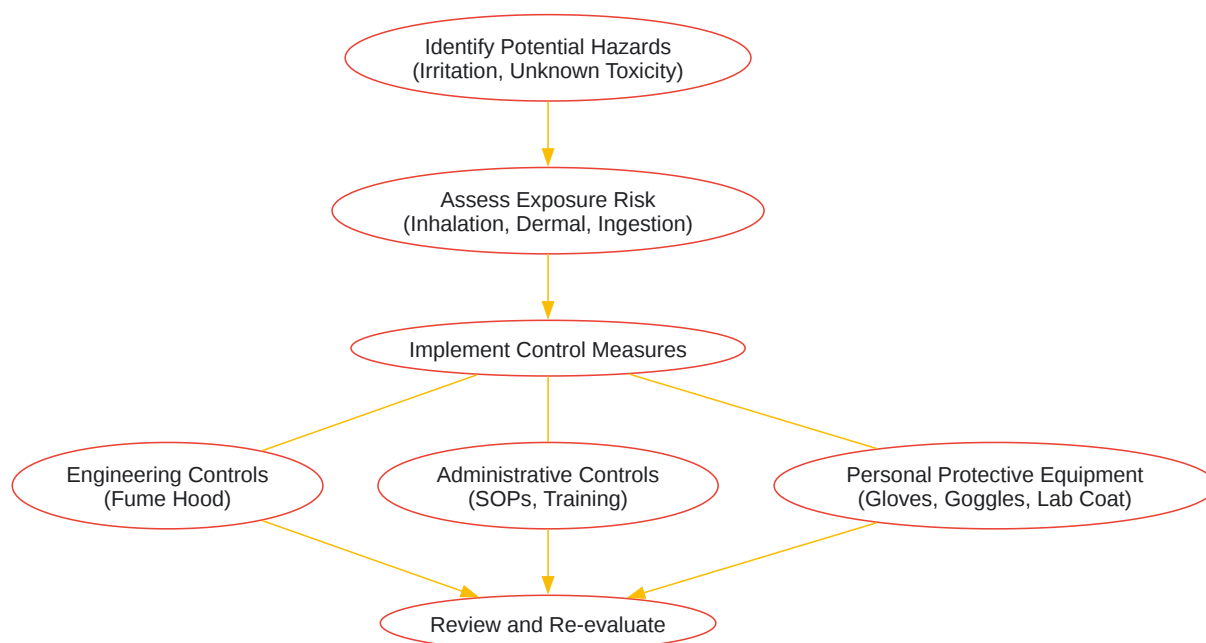 Identify Potential Hazards
(Irritation, Unknown Toxicity)
Assess Exposure Risk
(Inhalation, Dermal, Ingestion)
Implement Control Measures
Engineering Controls
(Fume Hood)
Administrative Controls
(SOPs, Training)
Personal Protective Equipment
(Gloves, Goggles, Lab Coat)
Review and Re-evaluate